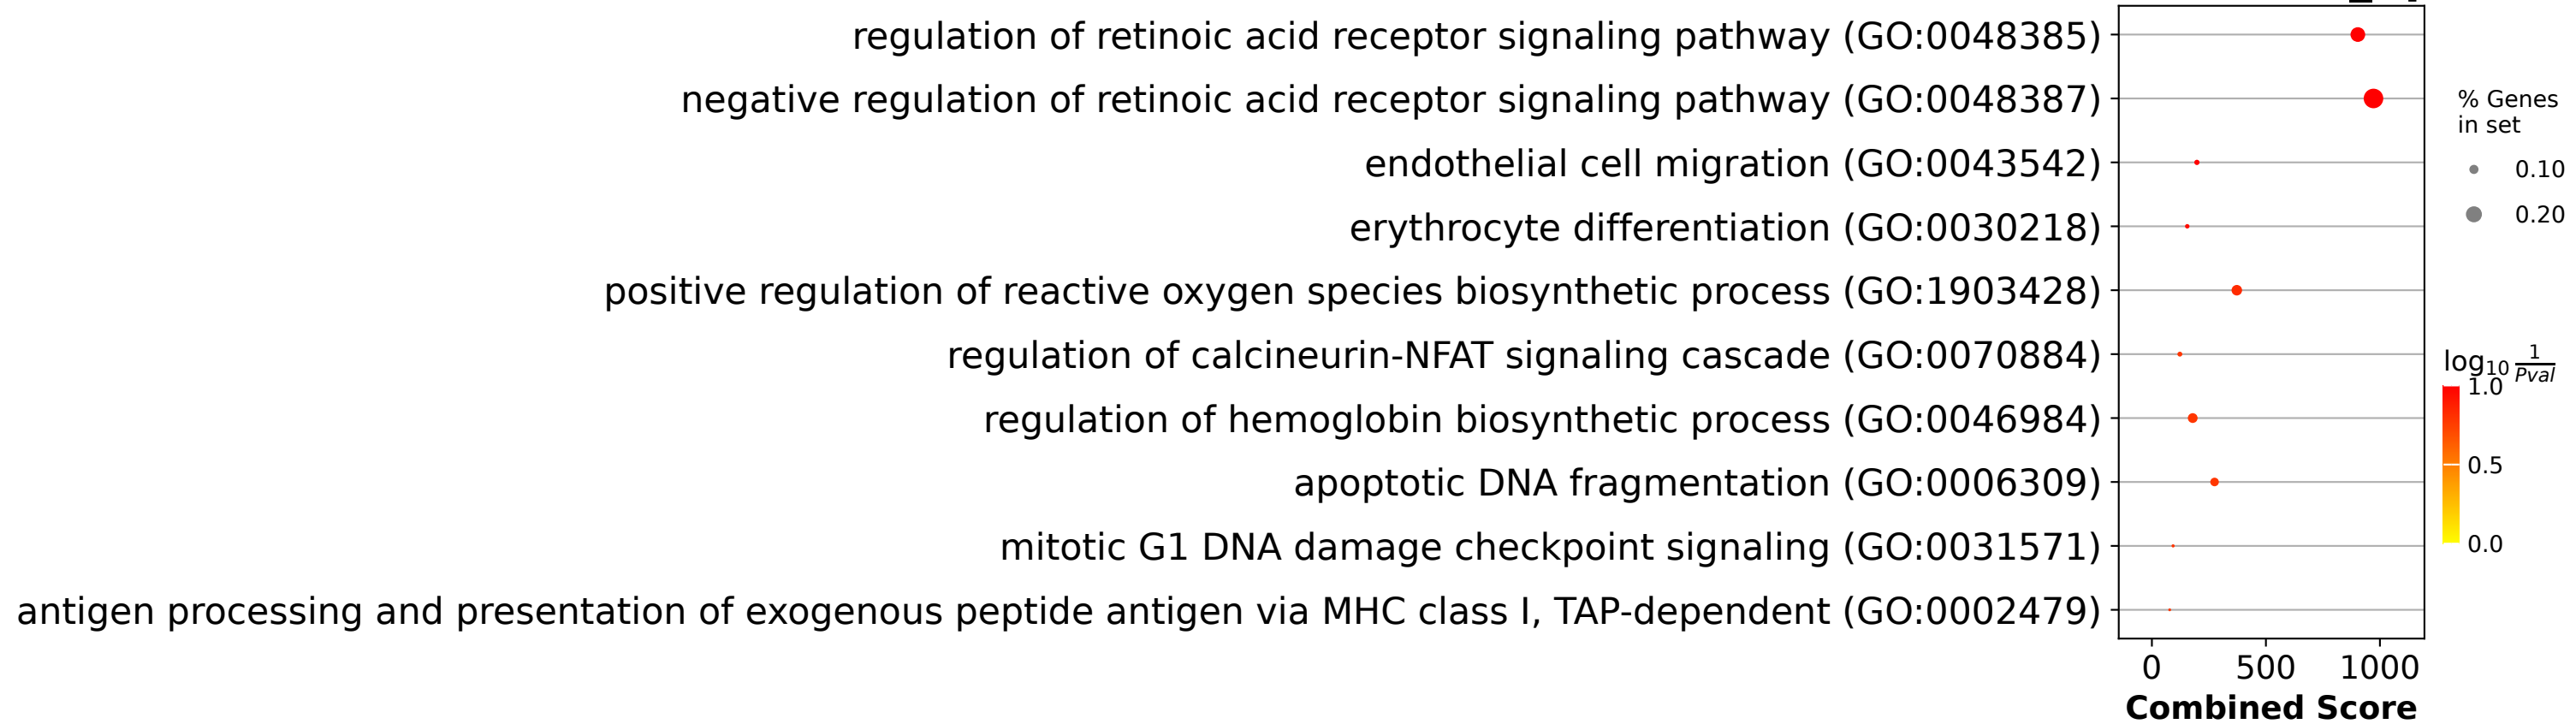 regulation of retinoic acid receptor signaling pathway (GO:0048385)
negative regulation of retinoic acid receptor signaling pathway (GO:0048387)
endothelial cell migration (GO:0043542)
erythrocyte differentiation (GO:0030218)
positive regulation of reactive oxygen species biosynthetic process (GO:1903428)
regulation of calcineurin-NFAT signaling cascade (GO:0070884)
regulation of hemoglobin biosynthetic process (GO:0046984)
apoptotic DNA fragmentation (GO:0006309)
mitotic G1 DNA damage checkpoint signaling (GO:0031571)
antigen processing and presentation of exogenous peptide antigen via MHC class I, TAP-dependent (GO:0002479)
0 500 1000
Combined Score
% Genes
in set
0.10
0.20
log₁₀ 1/Pval
1.0
0.5
0.0